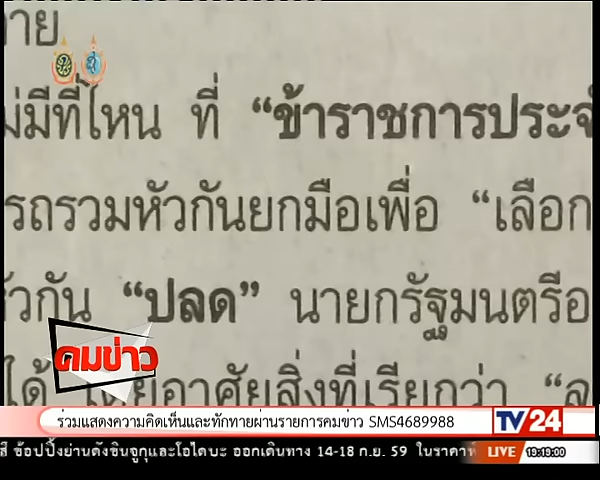 าย
ม่มีที่ไหน ที่ “ข้าราชการประจำ
รถรวมหัวกันยกมือเพื่อ “เลือก
กัน “ปลด” นายกรัฐมนตรีอ
ได้ โดยอาศัยสิ่งที่เรียกว่า “ล
คมข่าว
ร่วมแสดงความคิดเห็นและทักทายผ่านรายการคมข่าว SMS4689988
TV24
สี ช้อปปิ้งย่านดังชินจูกุและโอไดบะ ออกเดินทาง 14-18 ก.ย. 59 ในราคาพิ
LIVE 19:19:00